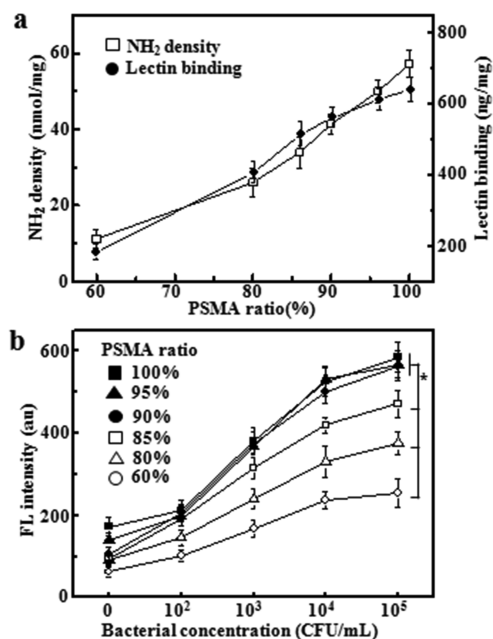 a
NH₂ density
Lectin binding
NH₂ density (nmol/mg)
60
40
20
0
Lectin binding (ng/mg)
800
600
400
200
60 70 80 90 100
PSMA ratio(%)
b
PSMA ratio
100%
95%
90%
85%
80%
60%
*
FL intensity (au)
600
400
200
0
0 10² 10³ 10⁴ 10⁵
Bacterial concentration (CFU/mL)